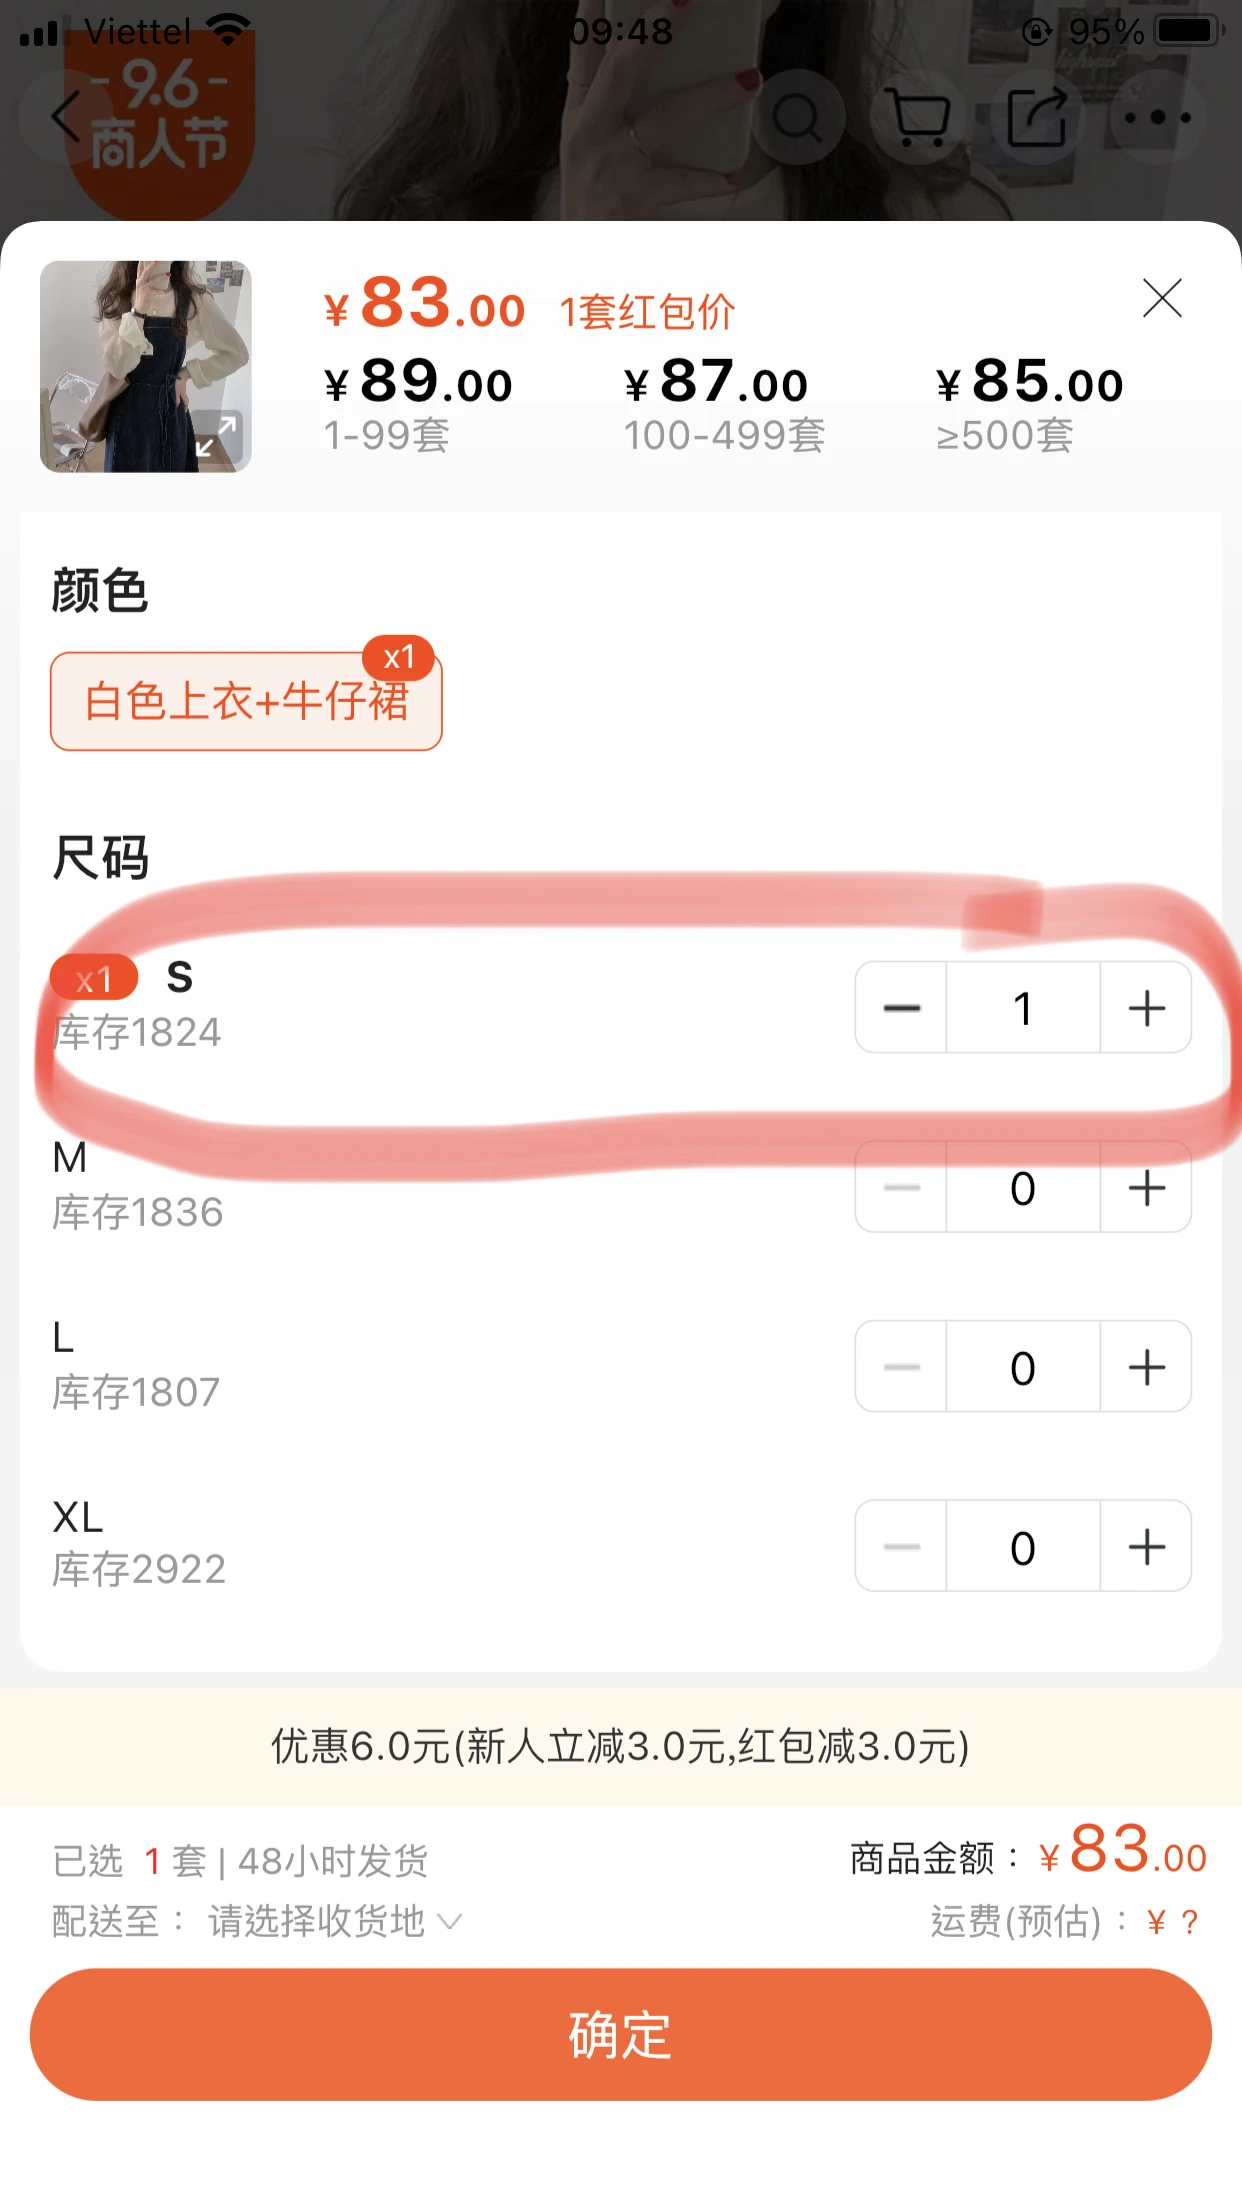 Viettel 09:48 95%
-9.6-
商人节
¥83.00 1套红包价
¥89.00 ¥87.00 ¥85.00
1-99套 100-499套 ≥500套
颜色
x1
白色上衣+牛仔裙
尺码
x1 S
库存1824
1
M
库存1836
0
L
库存1807
0
XL
库存2922
0
优惠6.0元(新人立减3.0元,红包减3.0元)
已选 1 套 | 48小时发货 商品金额：¥83.00
配送至： 请选择收货地 运费(预估)：¥ ?
确定